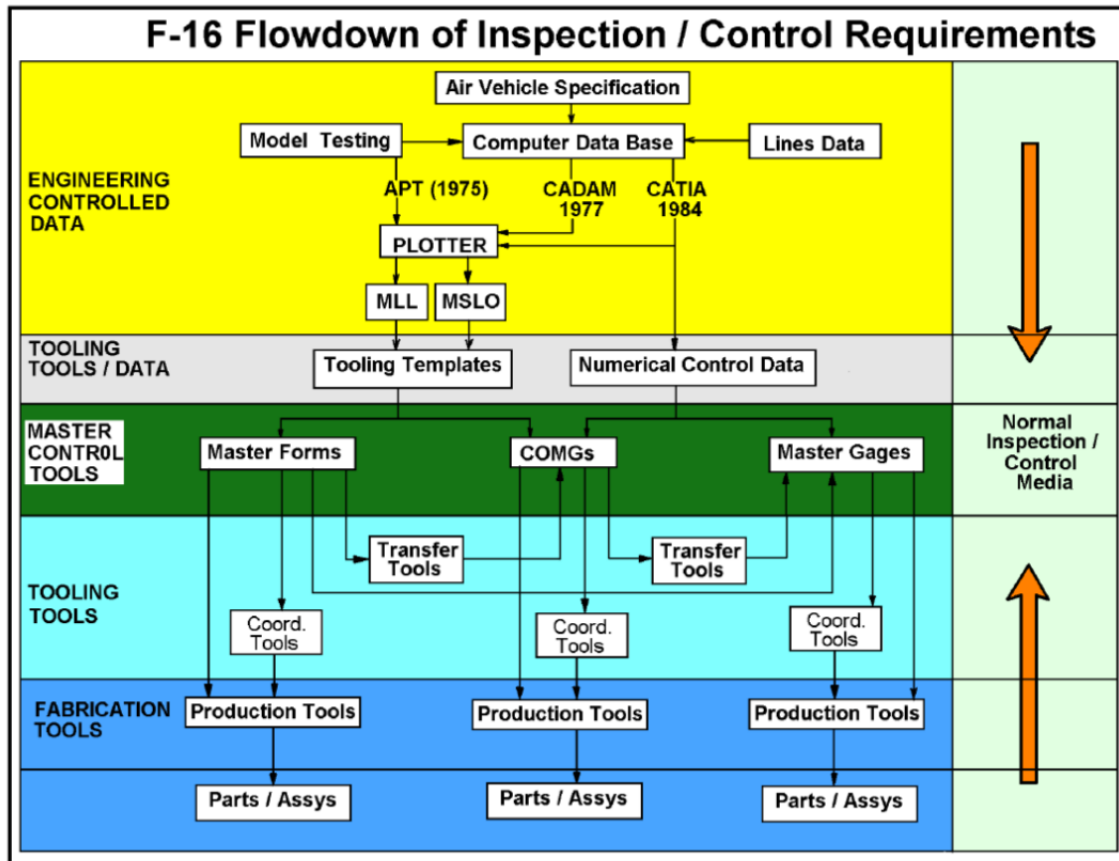 F-16 Flowdown of Inspection / Control Requirements
Air Vehicle Specification
Model Testing
Computer Data Base
Lines Data
ENGINEERING
CONTROLLED
DATA
APT (1975)
CADAM
1977
CATIA
1984
PLOTTER
MLL
MSLO
TOOLING
TOOLS / DATA
Tooling Templates
Numerical Control Data
MASTER
CONTR0L
TOOLS
Master Forms
COMGs
Master Gages
Normal
Inspection /
Control
Media
Transfer
Tools
Transfer
Tools
TOOLING
TOOLS
Coord.
Tools
Coord.
Tools
Coord.
Tools
FABRICATION
TOOLS
Production Tools
Production Tools
Production Tools
Parts / Assys
Parts / Assys
Parts / Assys